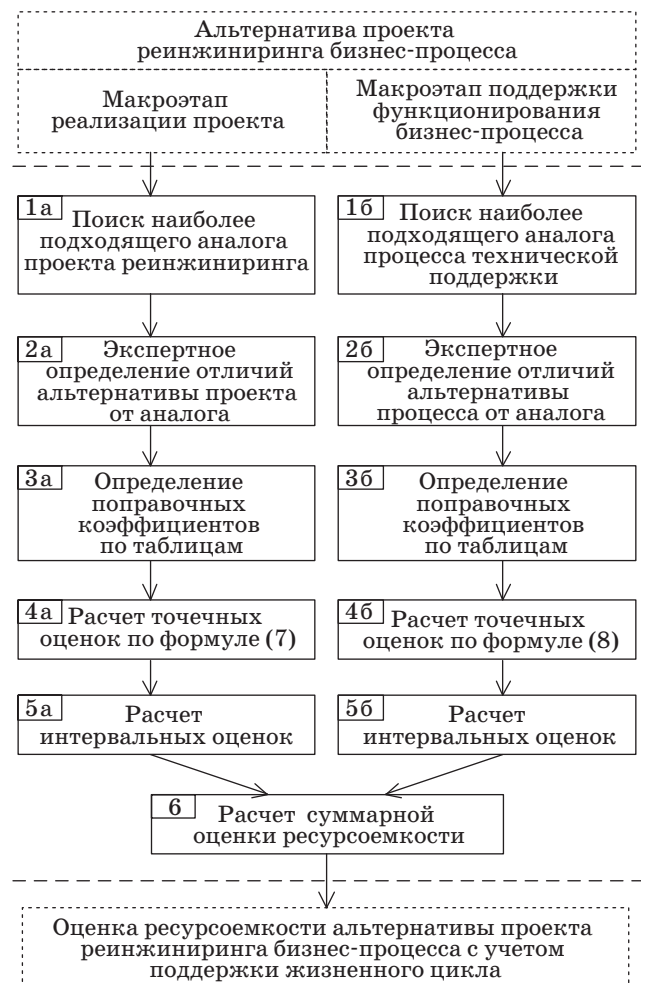 Альтернатива проекта
реинжиниринга бизнес-процесса
Макроэтап
реализации проекта
Макроэтап поддержки
функционирования
бизнес-процесса
1а
Поиск наиболее
подходящего аналога
проекта реинжиниринга
1б
Поиск наиболее
подходящего аналога
процесса технической
поддержки
2а
Экспертное
определение отличий
альтернативы проекта
от аналога
2б
Экспертное
определение отличий
альтернативы
процесса от аналога
3а
Определение
поправочных
коэффициентов
по таблицам
3б
Определение
поправочных
коэффициентов
по таблицам
4а
Расчет точечных
оценок по формуле (7)
4б
Расчет точечных
оценок по формуле (8)
5а
Расчет
интервальных оценок
5б
Расчет
интервальных оценок
6
Расчет суммарной
оценки ресурсоемкости
Оценка ресурсоемкости альтернативы проекта
реинжиниринга бизнес-процесса с учетом
поддержки жизненного цикла